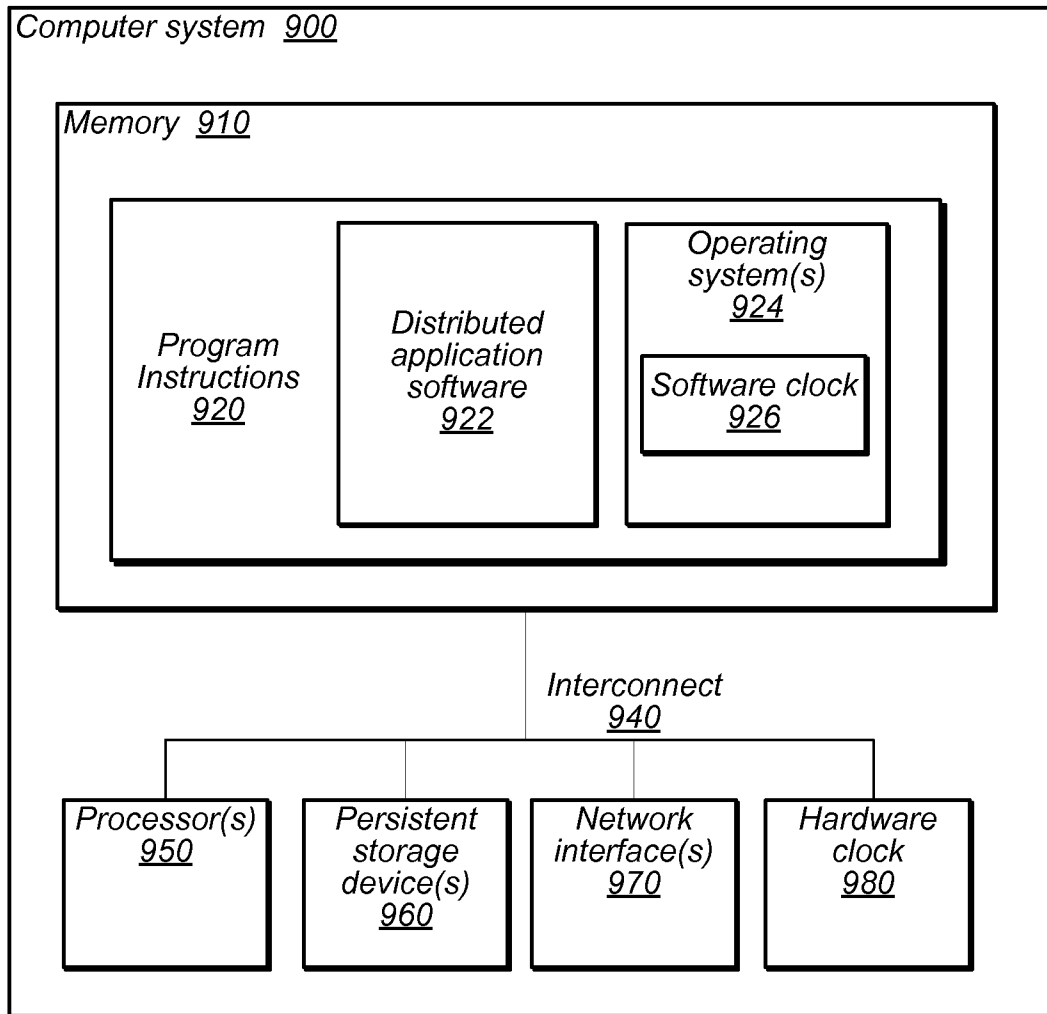 Computer system 900
Memory 910
Program
Instructions
920
Distributed
application
software
922
Operating
system(s)
924
Software clock
926
Interconnect
940
Processor(s)
950
Persistent
storage
device(s)
960
Network
interface(s)
970
Hardware
clock
980